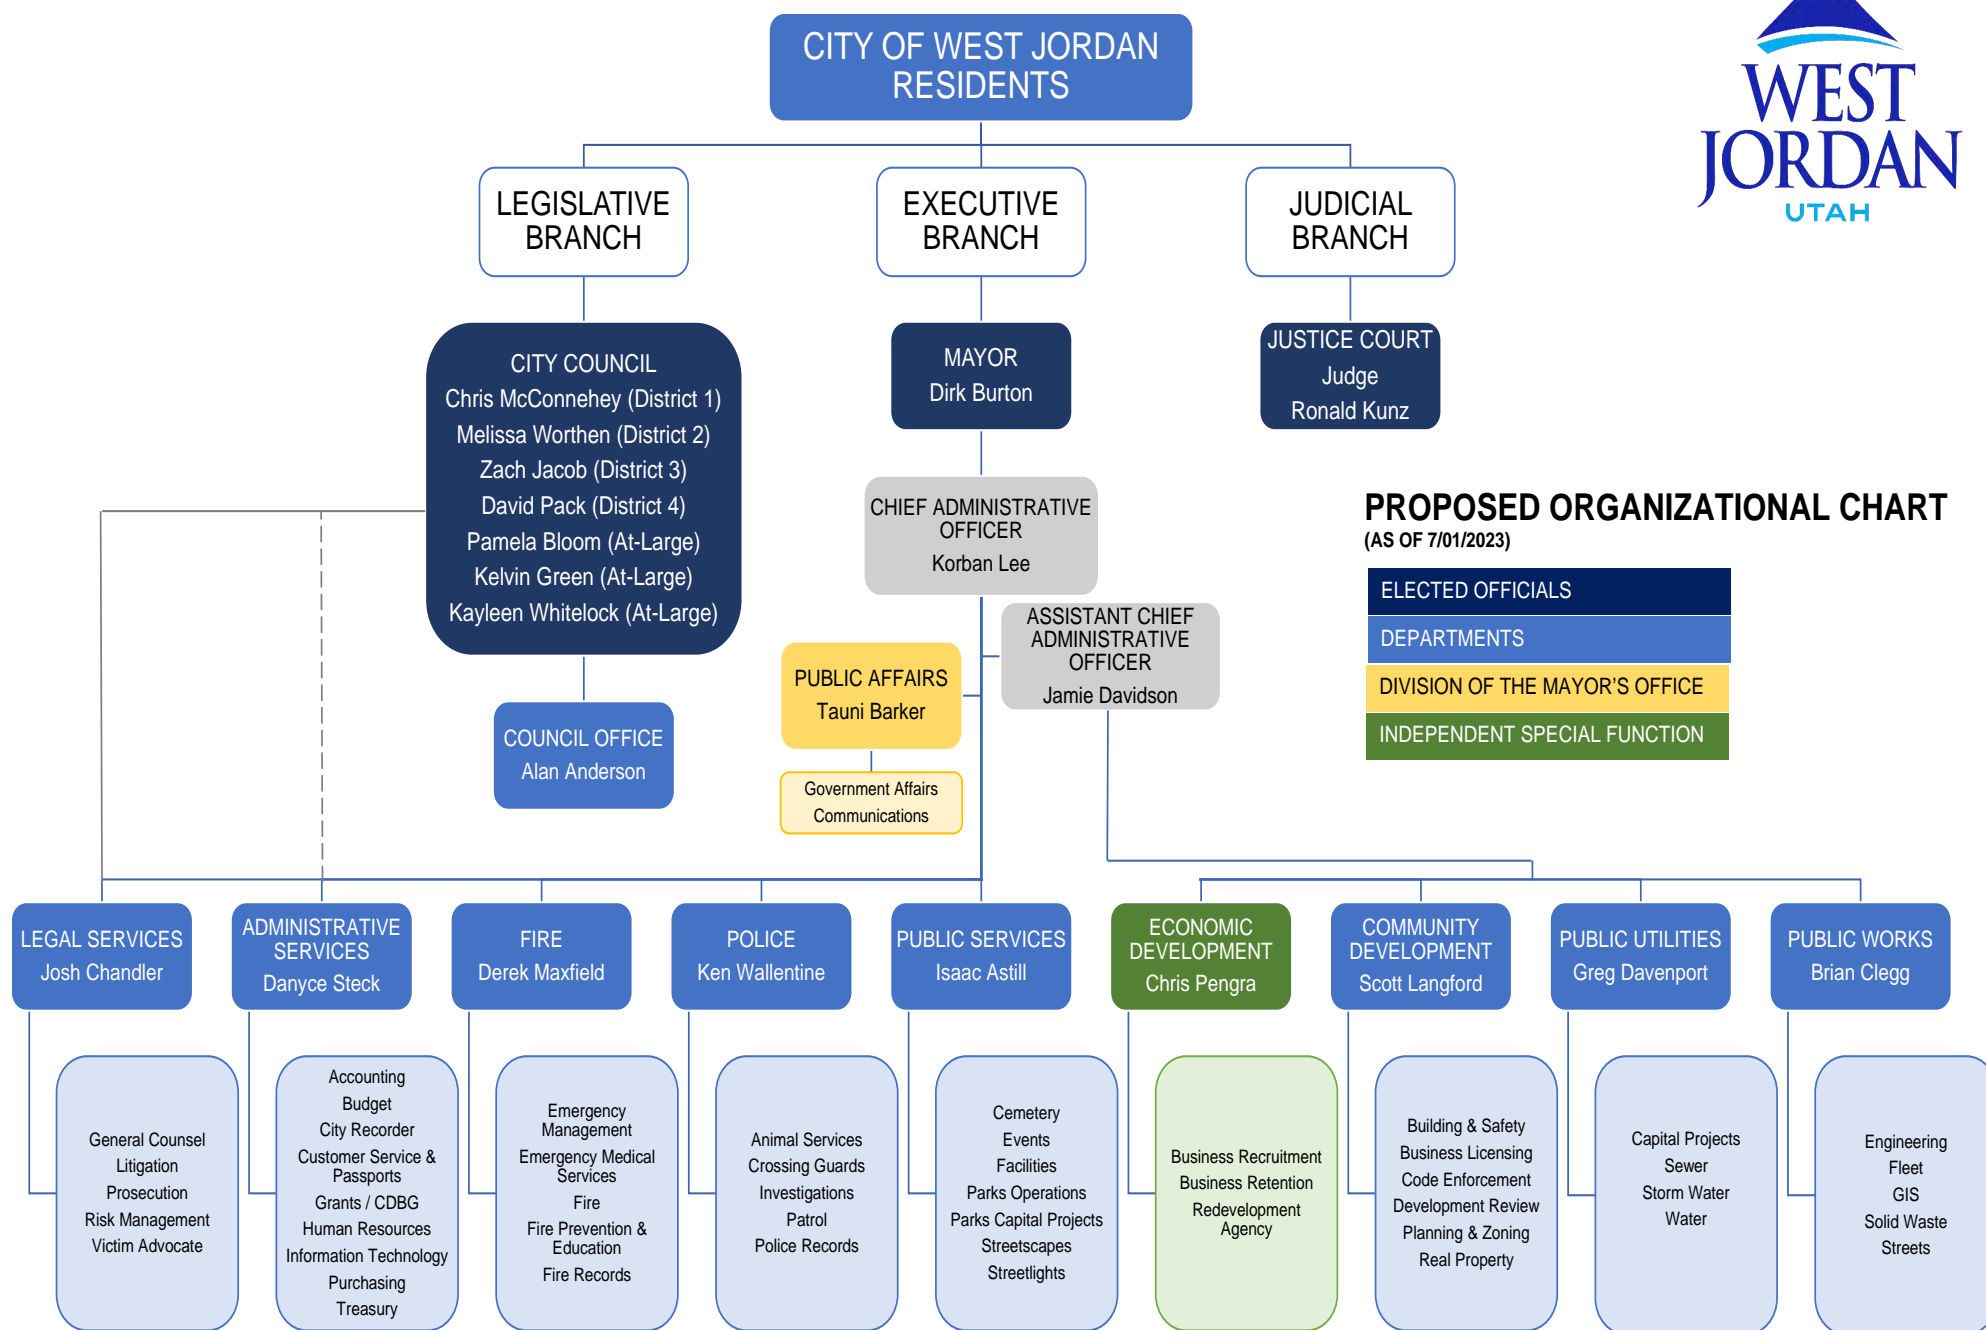 CITY OF WEST JORDAN
RESIDENTS
WEST
JORDAN
UTAH
LEGISLATIVE
BRANCH
EXECUTIVE
BRANCH
JUDICIAL
BRANCH
CITY COUNCIL
Chris McConnehey (District 1)
Melissa Worthen (District 2)
Zach Jacob (District 3)
David Pack (District 4)
Pamela Bloom (At-Large)
Kelvin Green (At-Large)
Kayleen Whitelock (At-Large)
MAYOR
Dirk Burton
JUSTICE COURT
Judge
Ronald Kunz
CHIEF ADMINISTRATIVE
OFFICER
Korban Lee
PROPOSED ORGANIZATIONAL CHART
(AS OF 7/01/2023)
ELECTED OFFICIALS
DEPARTMENTS
DIVISION OF THE MAYOR'S OFFICE
INDEPENDENT SPECIAL FUNCTION
ASSISTANT CHIEF
ADMINISTRATIVE
OFFICER
Jamie Davidson
PUBLIC AFFAIRS
Tauni Barker
Government Affairs
Communications
COUNCIL OFFICE
Alan Anderson
LEGAL SERVICES
Josh Chandler
ADMINISTRATIVE
SERVICES
Danyce Steck
FIRE
Derek Maxfield
POLICE
Ken Wallentine
PUBLIC SERVICES
Isaac Astill
ECONOMIC
DEVELOPMENT
Chris Pengra
COMMUNITY
DEVELOPMENT
Scott Langford
PUBLIC UTILITIES
Greg Davenport
PUBLIC WORKS
Brian Clegg
General Counsel
Litigation
Prosecution
Risk Management
Victim Advocate
Accounting
Budget
City Recorder
Customer Service &
Passports
Grants / CDBG
Human Resources
Information Technology
Purchasing
Treasury
Emergency
Management
Emergency Medical
Services
Fire
Fire Prevention &
Education
Fire Records
Animal Services
Crossing Guards
Investigations
Patrol
Police Records
Cemetery
Events
Facilities
Parks Operations
Parks Capital Projects
Streetscapes
Streetlights
Business Recruitment
Business Retention
Redevelopment
Agency
Building & Safety
Business Licensing
Code Enforcement
Development Review
Planning & Zoning
Real Property
Capital Projects
Sewer
Storm Water
Water
Engineering
Fleet
GIS
Solid Waste
Streets